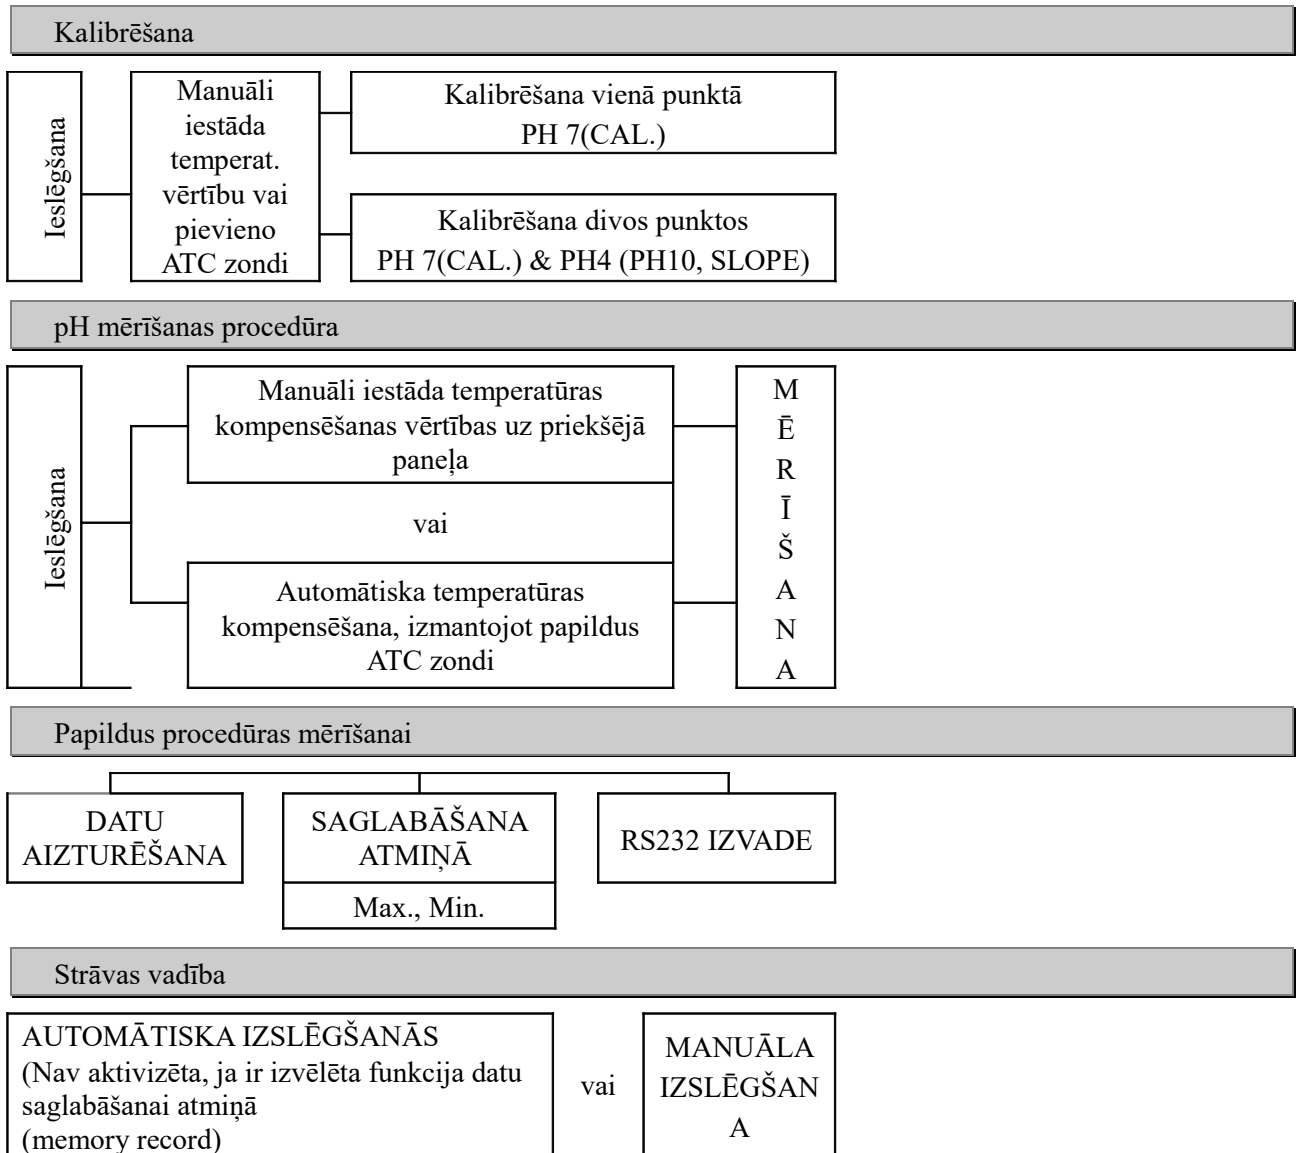 Kalibrēšana
Ieslēgšana
Manuāli
iestāda
temperat.
vērtību vai
pievieno
ATC zondi
Kalibrēšana vienā punktā
PH 7(CAL.)
Kalibrēšana divos punktos
PH 7(CAL.) & PH4 (PH10, SLOPE)
pH mērīšanas procedūra
Ieslēgšana
Manuāli iestāda temperatūras
kompensēšanas vērtības uz priekšējā
paneļa
vai
Automātiska temperatūras
kompensēšana, izmantojot papildus
ATC zondi
M
Ē
R
Ī
Š
A
N
A
Papildus procedūras mērīšanai
DATU
AIZTURĒŠANA
SAGLABĀŠANA
ATMIŅĀ
Max., Min.
RS232 IZVADE
Strāvas vadība
AUTOMĀTISKA IZSLĒGŠANĀS
(Nav aktivizēta, ja ir izvēlēta funkcija datu
saglabāšanai atmiņā
(memory record)
vai
MANUĀLA
IZSLĒGŠAN
A